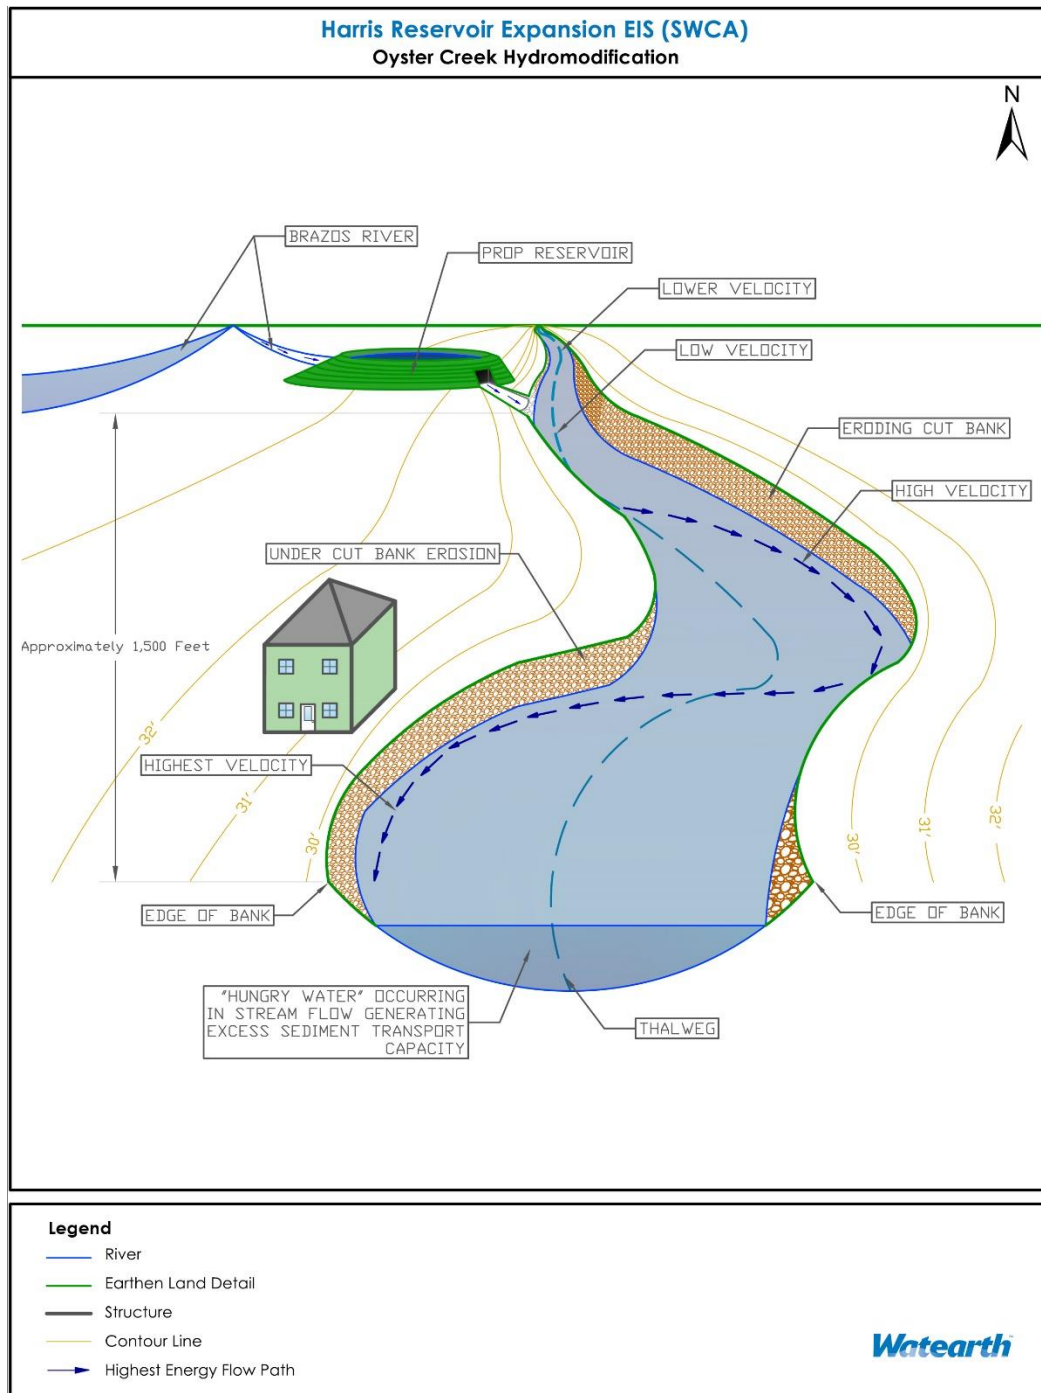 Harris Reservoir Expansion EIS (SWCA)
Oyster Creek Hydromodification
N
BRAZOS RIVER
PROP RESERVOIR
LOWER VELOCITY
LOW VELOCITY
ERODING CUT BANK
HIGH VELOCITY
UNDER CUT BANK EROSION
Approximately 1,500 Feet
32'
HIGHEST VELOCITY
31'
30'
30'
31'
32'
EDGE OF BANK
EDGE OF BANK
"HUNGRY WATER" OCCURRING
IN STREAM FLOW GENERATING
EXCESS SEDIMENT TRANSPORT
CAPACITY
THALWEG
Legend
River
Earthen Land Detail
Structure
Contour Line
Highest Energy Flow Path
Watearth